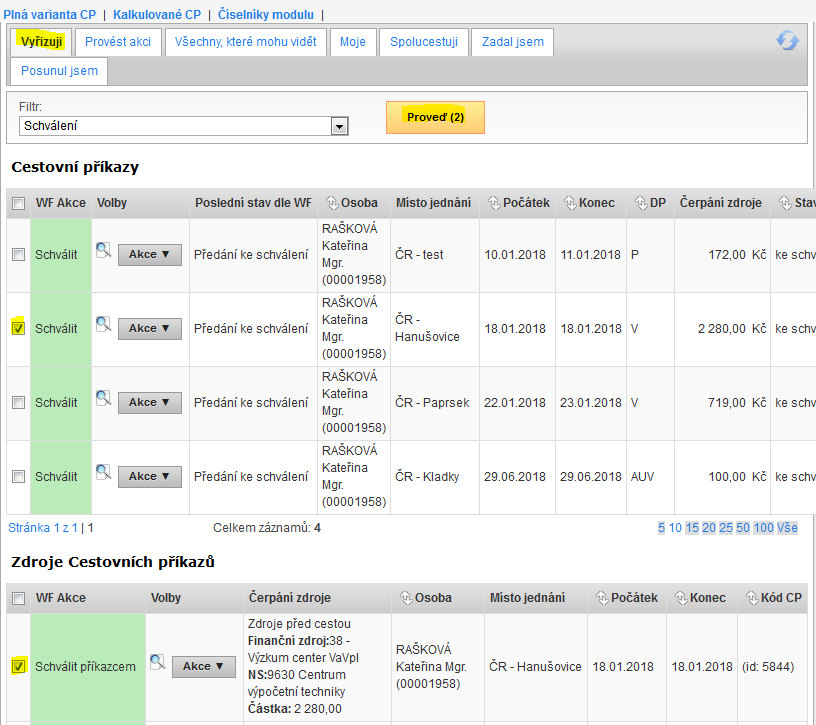 Plná varianta CP | Kalkulované CP | Číselníky modulu |
Vyřizuji Provést akci Všechny, které mohu vidět Moje Spolucestuji Zadal jsem
Posunul jsem
Filtr:
Schválení Proveď (2)
Cestovní příkazy
WF Akce Volby Poslední stav dle WF Osoba Místo jednání Počátek Konec DP Čerpání zdroje Stav
Schválit Akce ▼ Předání ke schválení RAŠKOVÁ Kateřina Mgr. (00001958) ČR - test 10.01.2018 11.01.2018 P 172,00 Kč ke schv
Schválit Akce ▼ Předání ke schválení RAŠKOVÁ Kateřina Mgr. (00001958) ČR - Hanušovice 18.01.2018 18.01.2018 V 2 280,00 Kč ke schv
Schválit Akce ▼ Předání ke schválení RAŠKOVÁ Kateřina Mgr. (00001958) ČR - Paprsek 22.01.2018 23.01.2018 V 719,00 Kč ke schv
Schválit Akce ▼ Předání ke schválení RAŠKOVÁ Kateřina Mgr. (00001958) ČR - Kladky 29.06.2018 29.06.2018 AUV 100,00 Kč ke schv
Stránka 1 z 1 | 1 Celkem záznamů: 4 5 10 15 20 25 50 100 Vše
Zdroje Cestovních příkazů
WF Akce Volby Čerpání zdroje Osoba Místo jednání Počátek Konec Kód CP
Schválit příkazcem Akce ▼ Zdroje před cestou
Finanční zdroj:38 -
Výzkum center VaVpI
NS:9630 Centrum
výpočetní techniky
Částka: 2 280,00
RAŠKOVÁ
Kateřina Mgr.
(00001958)
ČR - Hanušovice 18.01.2018 18.01.2018 (id: 5844)